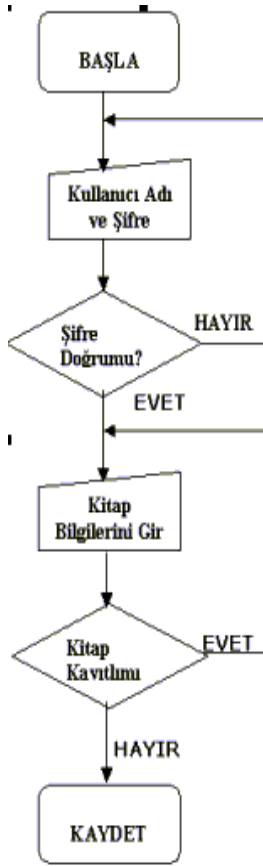 BAŞLA
Kullanıcı Adı
ve Şifre
Şifre
Doğrumu?
HAYIR
EVET
Kitap
Bilgilerini Gir
Kitap
Kayıtlımı
EVET
HAYIR
KAYDET